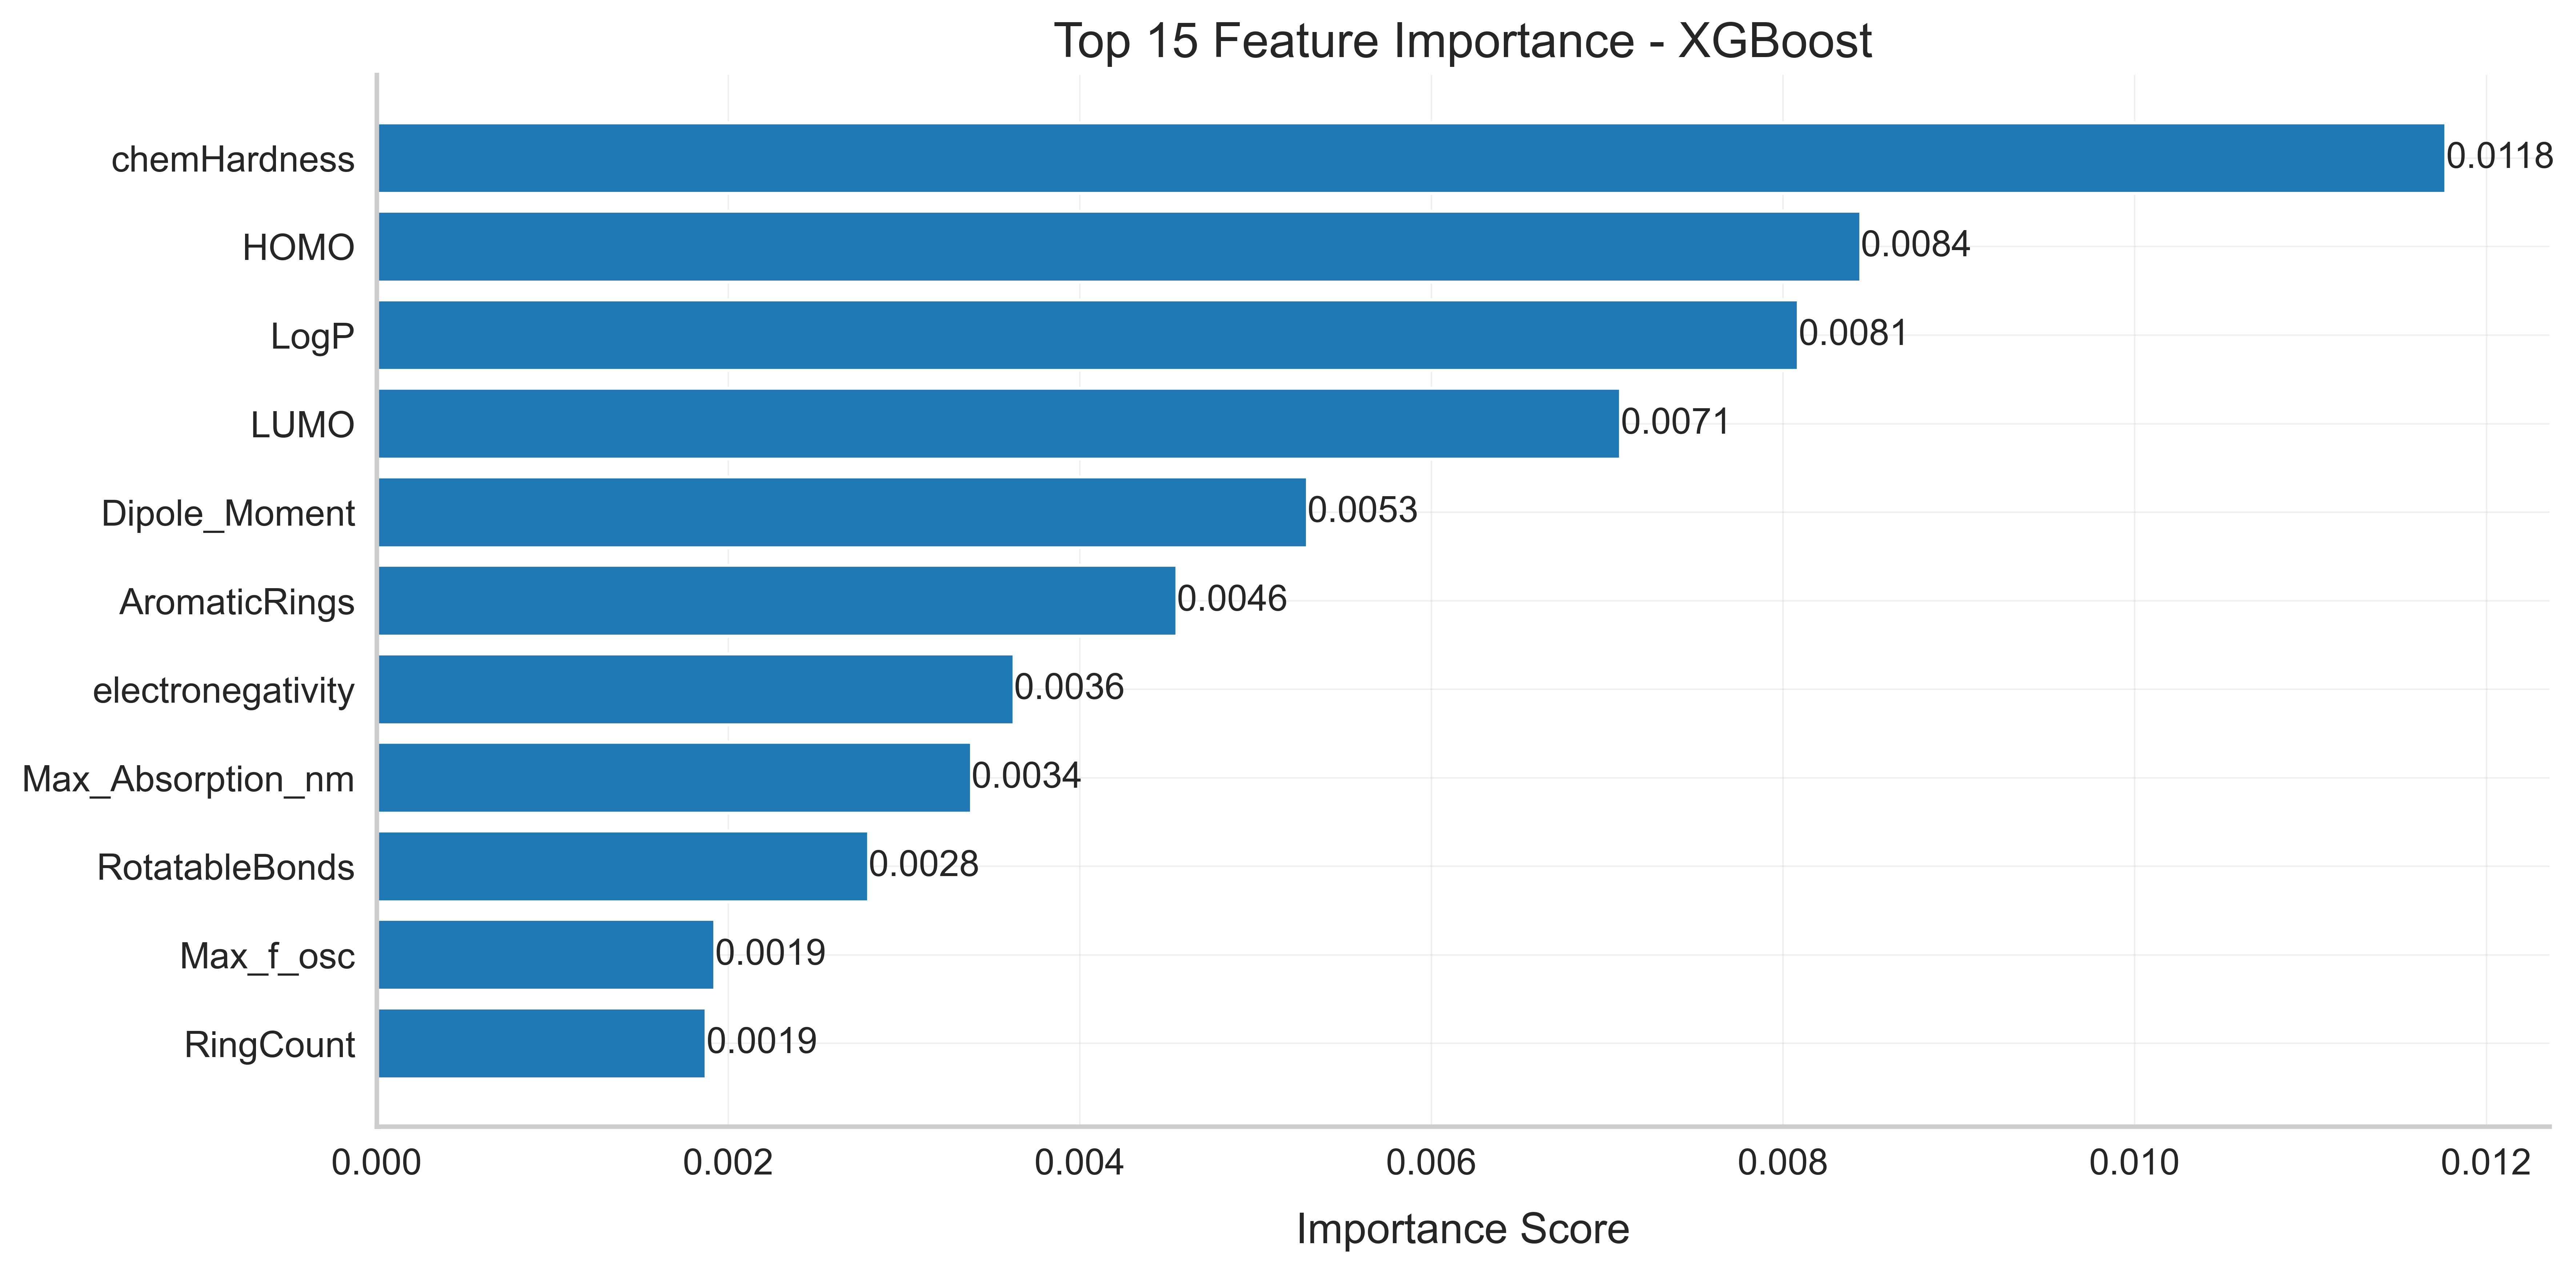 Top 15 Feature Importance - XGBoost
chemHardness 0.0118
HOMO 0.0084
LogP 0.0081
LUMO 0.0071
Dipole_Moment 0.0053
AromaticRings 0.0046
electronegativity 0.0036
Max_Absorption_nm 0.0034
RotatableBonds 0.0028
Max_f_osc 0.0019
RingCount 0.0019
0.000 0.002 0.004 0.006 0.008 0.010 0.012
Importance Score